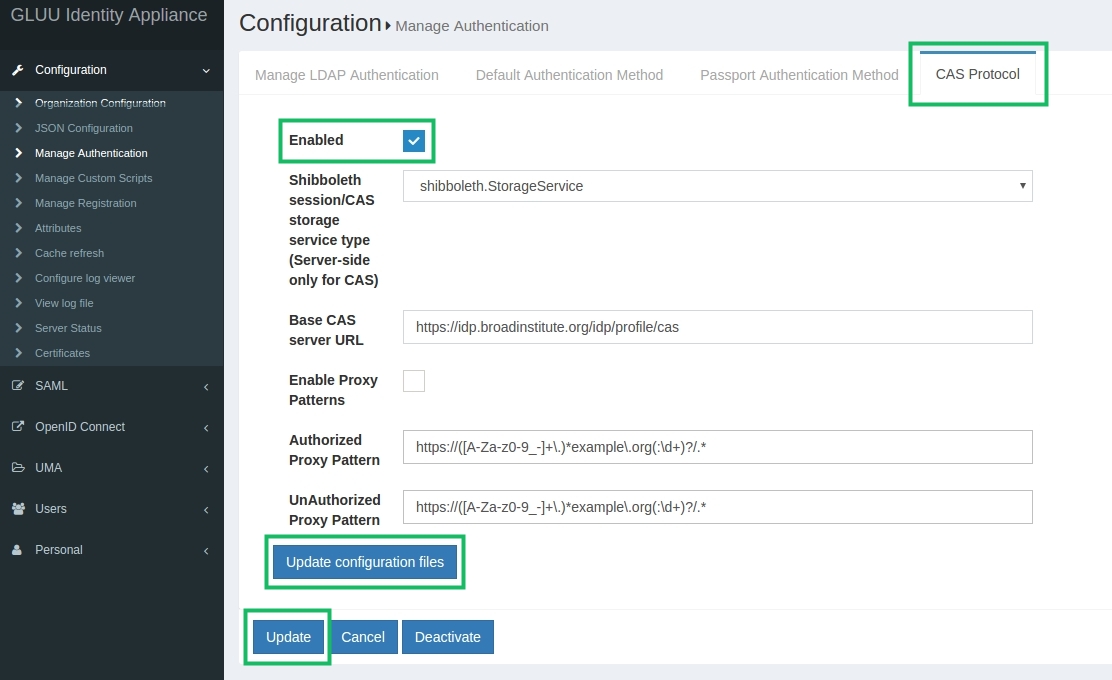 GLUU Identity Appliance
Configuration
Organization Configuration
JSON Configuration
Manage Authentication
Manage Custom Scripts
Manage Registration
Attributes
Cache refresh
Configure log viewer
View log file
Server Status
Certificates
SAML
OpenID Connect
UMA
Users
Personal
Configuration Manage Authentication
Manage LDAP Authentication
Default Authentication Method
Passport Authentication Method
CAS Protocol
Enabled
Shibboleth
session/CAS
storage
service type
(Server-side
only for CAS)
shibboleth.StorageService
Base CAS
server URL
https://idp.broadinstitute.org/idp/profile/cas
Enable Proxy
Patterns
Authorized
Proxy Pattern
https://([A-Za-z0-9_-]+\.)*example\.org(:\d+)?/.*
UnAuthorized
Proxy Pattern
https://([A-Za-z0-9_-]+\.)*example\.org(:\d+)?/.*
Update configuration files
Update
Cancel
Deactivate